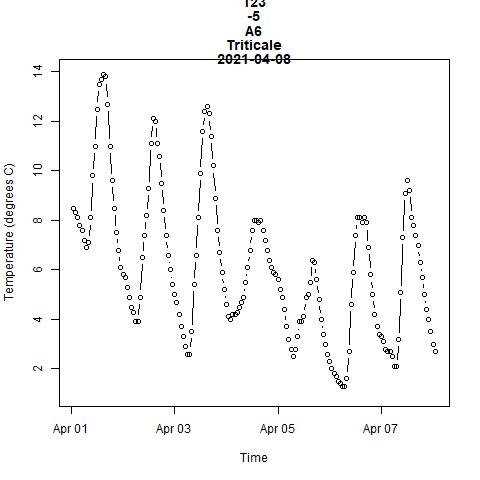 123
-5
A6
Triticale
2021-04-08
Temperature (degrees C)
14
12
10
8
6
4
2
Apr 01
Apr 03
Apr 05
Apr 07
Time